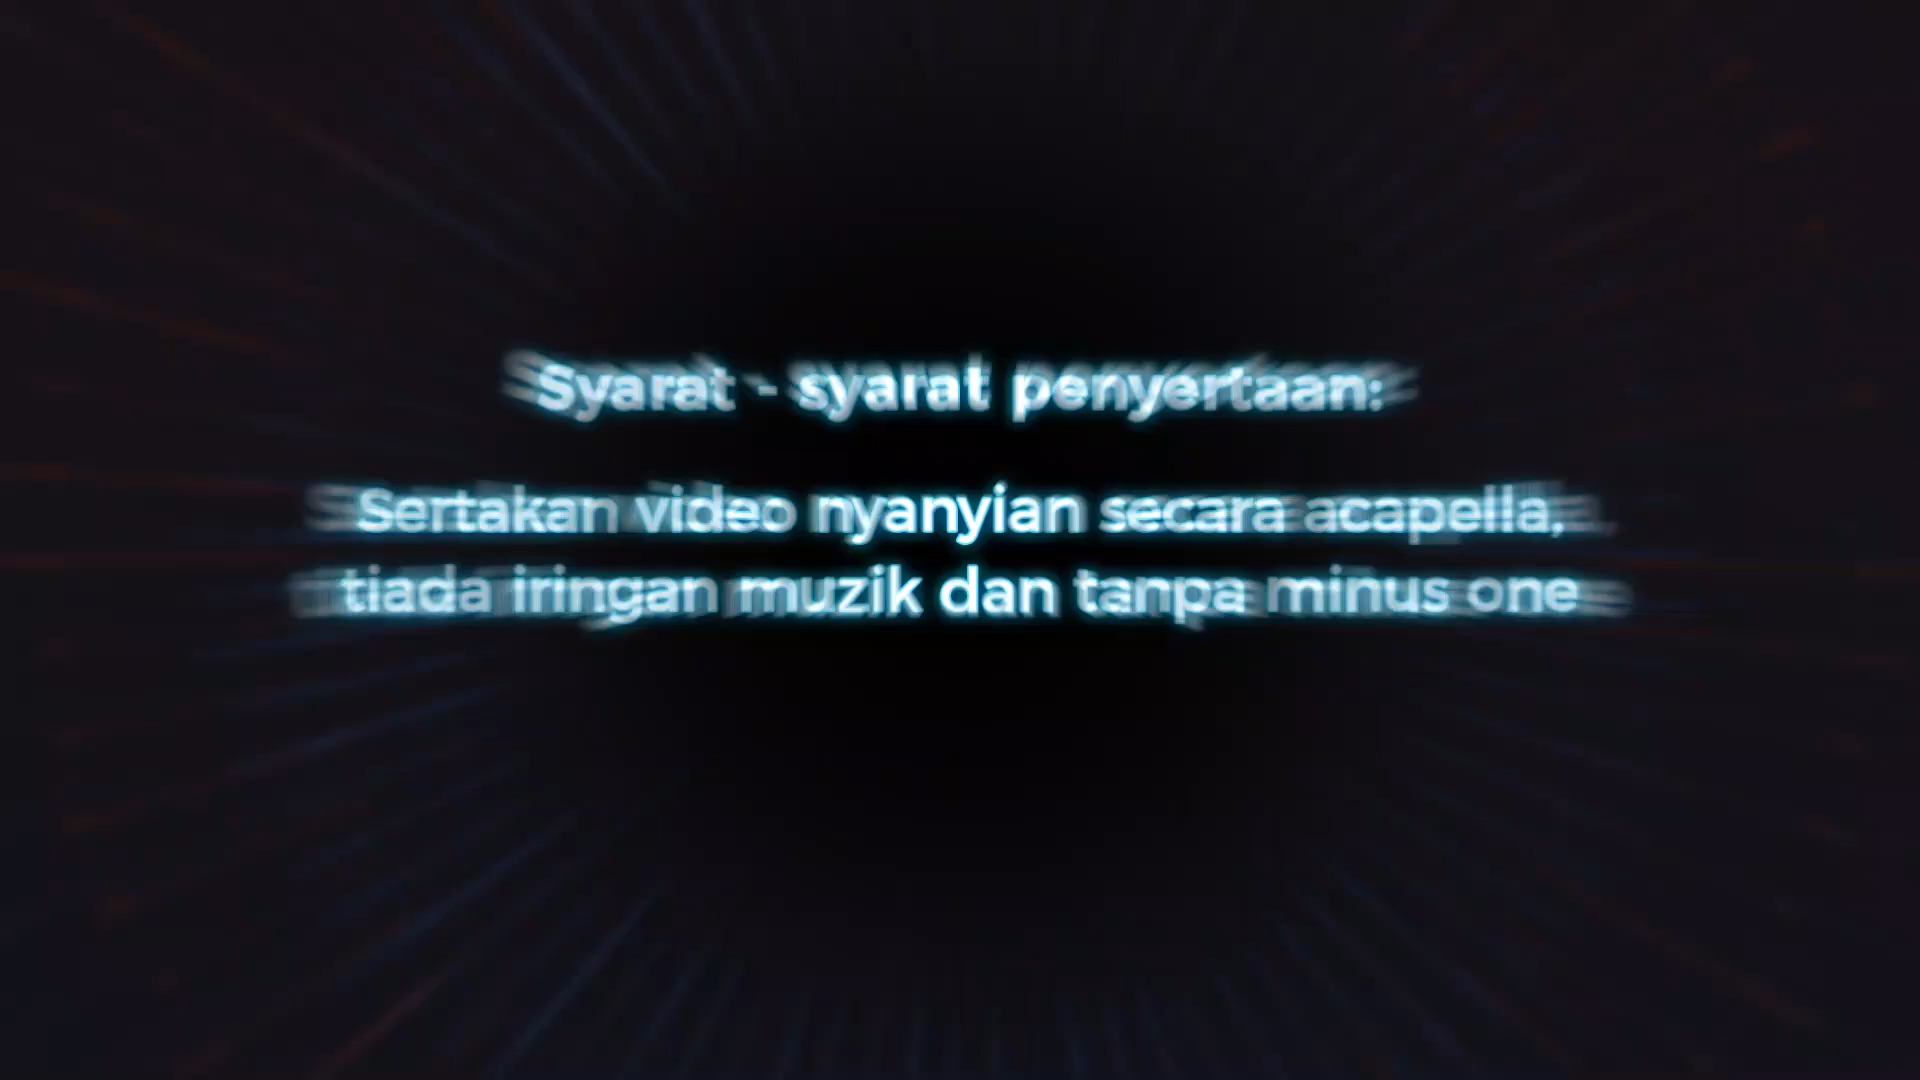 Syarat - syarat penyertaan:
Sertakan video nyanyian secara acapella,
tiada iringan muzik dan tanpa minus one